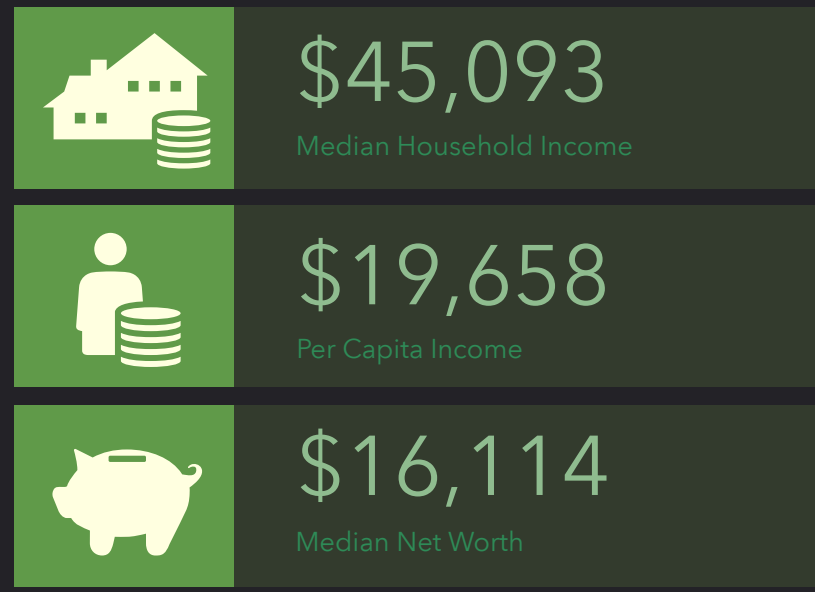 $45,093
Median Household Income
$19,658
Per Capita Income
$16,114
Median Net Worth